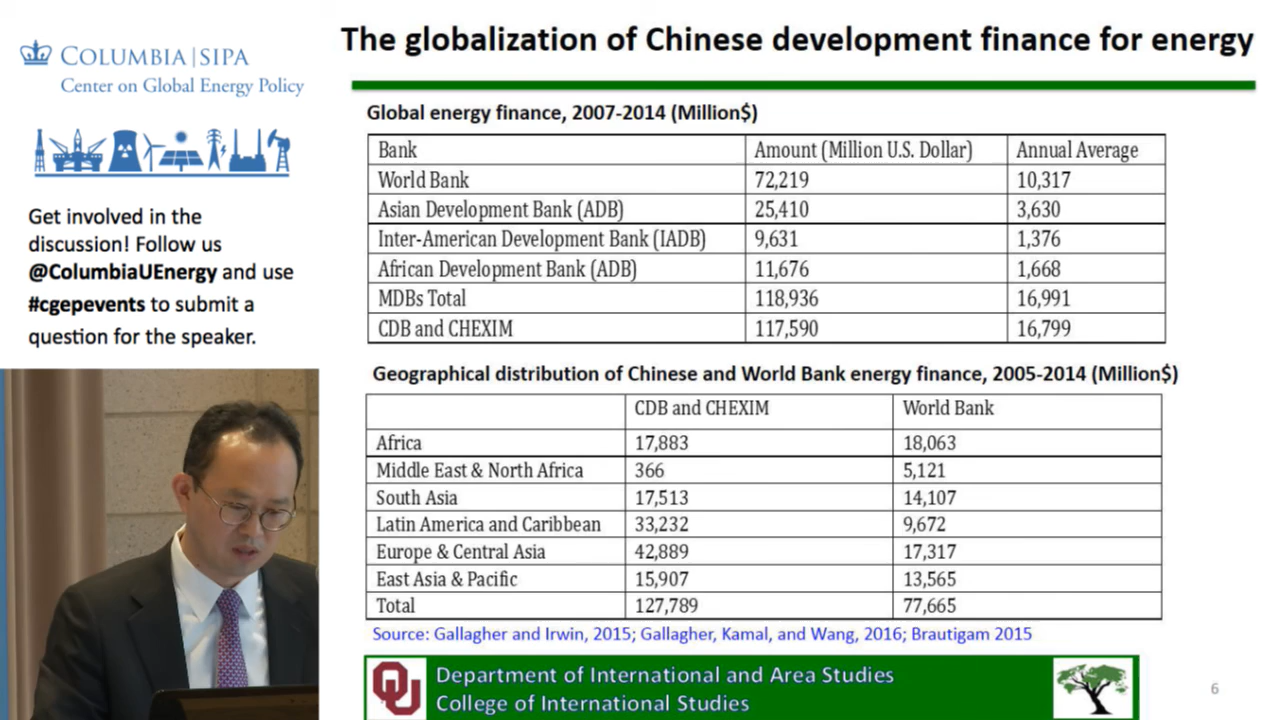 COLUMBIA | SIPA
Center on Global Energy Policy
Get involved in the
discussion! Follow us
@ColumbiaUEnergy and use
#cgepevents to submit a
question for the speaker.
The globalization of Chinese development finance for energy
Global energy finance, 2007-2014 (Million$)
Bank Amount (Million U.S. Dollar) Annual Average
World Bank 72,219 10,317
Asian Development Bank (ADB) 25,410 3,630
Inter-American Development Bank (IADB) 9,631 1,376
African Development Bank (ADB) 11,676 1,668
MDBs Total 118,936 16,991
CDB and CHEXIM 117,590 16,799
Geographical distribution of Chinese and World Bank energy finance, 2005-2014 (Million$)
CDB and CHEXIM World Bank
Africa 17,883 18,063
Middle East & North Africa 366 5,121
South Asia 17,513 14,107
Latin America and Caribbean 33,232 9,672
Europe & Central Asia 42,889 17,317
East Asia & Pacific 15,907 13,565
Total 127,789 77,665
Source: Gallagher and Irwin, 2015; Gallagher, Kamal, and Wang, 2016; Brautigam 2015
OU Department of International and Area Studies
College of International Studies
6